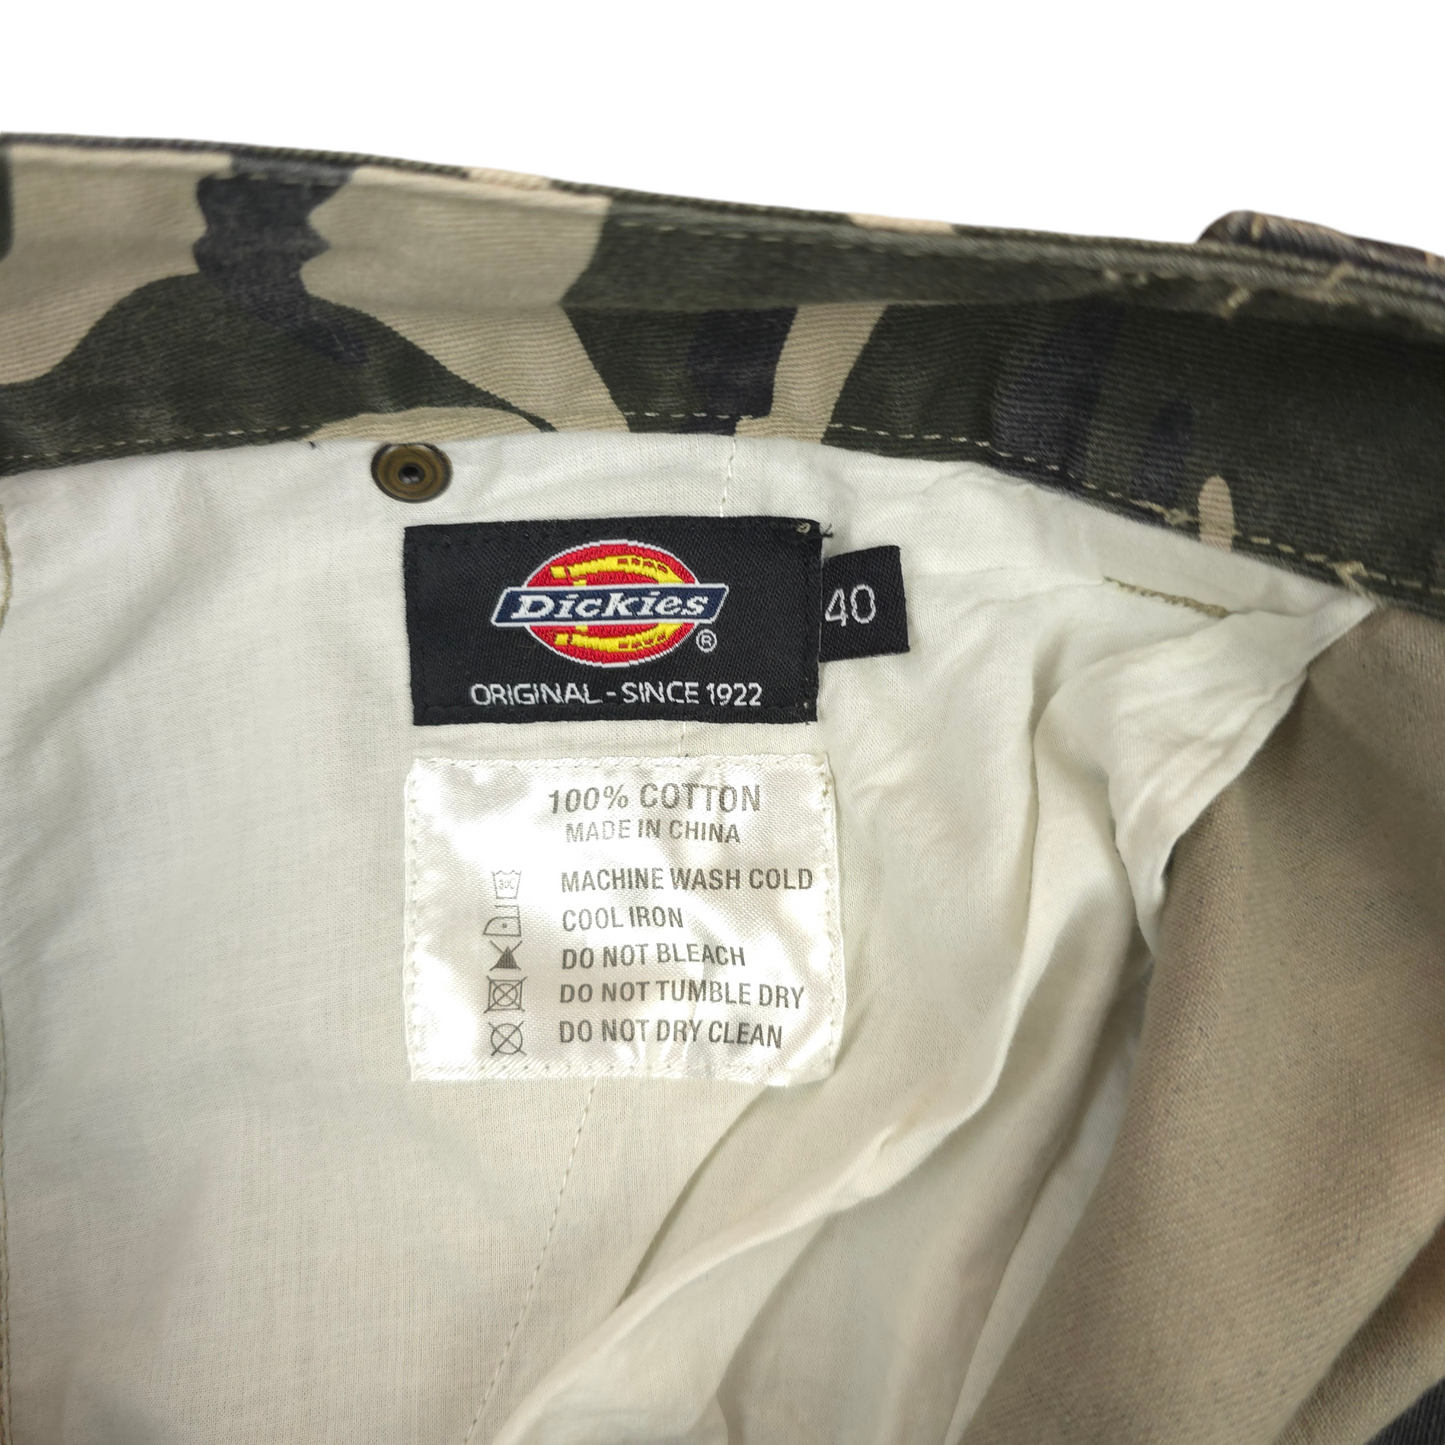 Dickies®
ORIGINAL - SINCE 1922
40
100% COTTON
MADE IN CHINA
MACHINE WASH COLD
COOL IRON
DO NOT BLEACH
DO NOT TUMBLE DRY
DO NOT DRY CLEAN